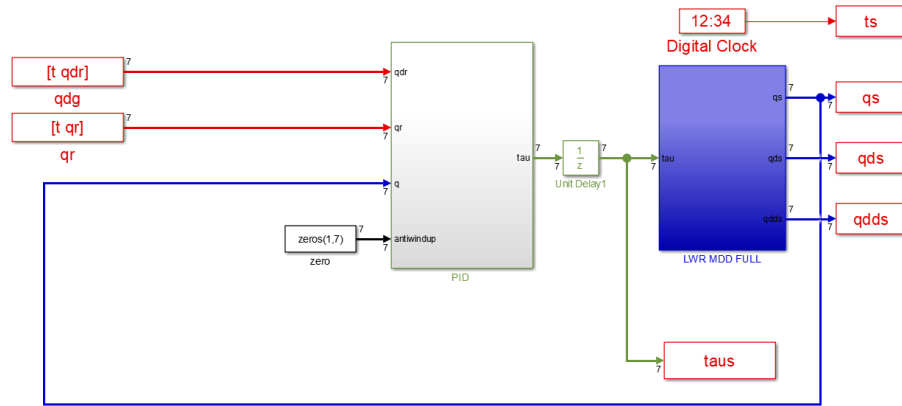 12:34
ts
Digital Clock
[t qdr]
7
7
qdr
qdg
[t qr]
7
7
qr
qr
7
q
zeros(1,7)
7
7
antiwindup
zero
tau
7
7
1
z
7
Unit Delay1
PID
7
tau
qs
7
7
qs
qds
7
7
qds
qdds
7
7
qdds
LWR MDD FULL
7
taus